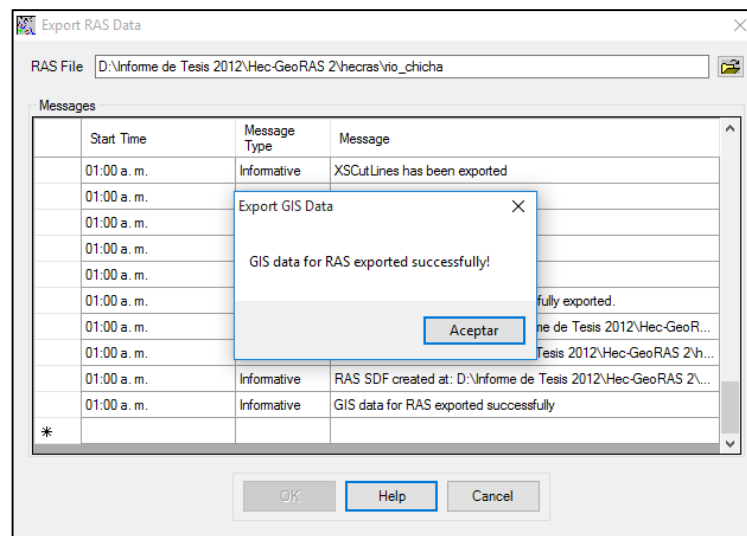 Export RAS Data
RAS File D:\Informe de Tesis 2012\Hec-GeoRAS 2\hecras\rio_chicha
Messages
Start Time Message Type Message
01:00 a. m. Informative XSCutLines has been exported
01:00 a. m.
01:00 a. m.
01:00 a. m.
01:00 a. m.
01:00 a. m. fully exported.
01:00 a. m. me de Tesis 2012\Hec-GeoR...
01:00 a. m. Tesis 2012\Hec-GeoRAS 2\h...
01:00 a. m. Informative RAS SDF created at: D:\Informe de Tesis 2012\Hec-GeoRAS 2\...
01:00 a. m. Informative GIS data for RAS exported successfully
*
Export GIS Data
GIS data for RAS exported successfully!
Aceptar
OK Help Cancel